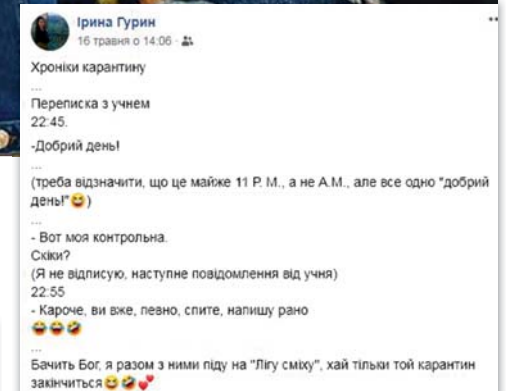 Ірина Гурин
16 травня о 14:06 ·
Хроніки карантину
...
Переписка з учнем
22:45.
-Добрий день!
...
(треба відзначити, що це майже 11 P. M., а не A.M., але все одно "добрий
день!"😆)
...
- Вот моя контрольна.
Скіки?
(Я не відписую, наступне повідомлення від учня)
22:55
- Кароче, ви вже, певно, спите, напишу рано
😂😂🤣
...
Бачить Бог, я разом з ними піду на "Лігу сміху", хай тільки той карантин
закінчиться😆🤣💕